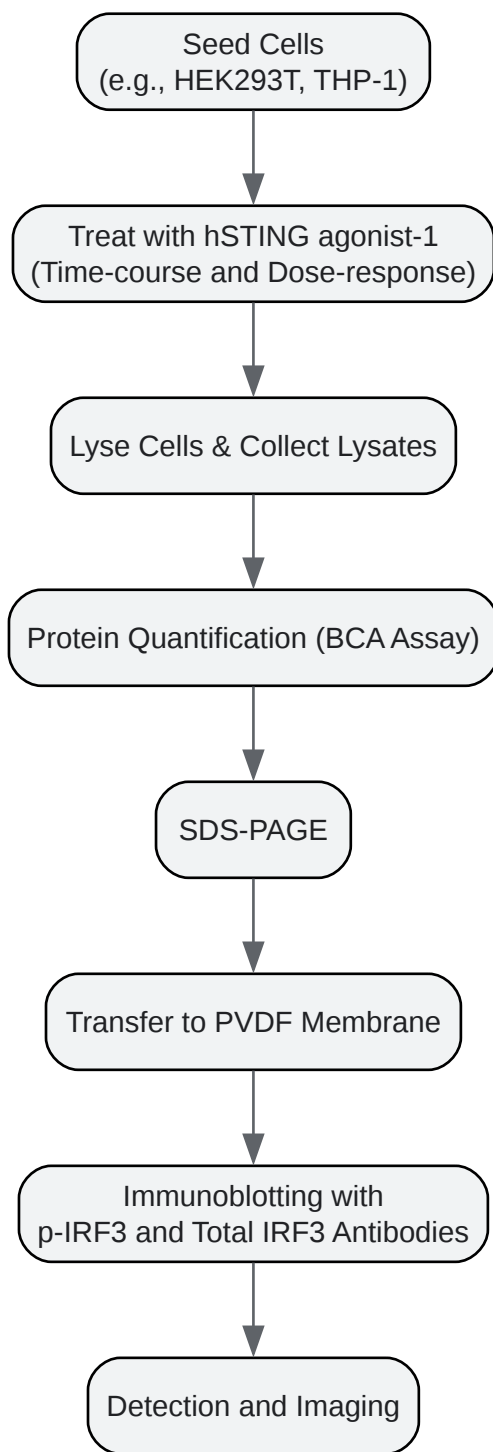 Seed Cells
(e.g., HEK293T, THP-1)
Treat with hSTING agonist-1
(Time-course and Dose-response)
Lyse Cells & Collect Lysates
Protein Quantification (BCA Assay)
SDS-PAGE
Transfer to PVDF Membrane
Immunoblotting with
p-IRF3 and Total IRF3 Antibodies
Detection and Imaging